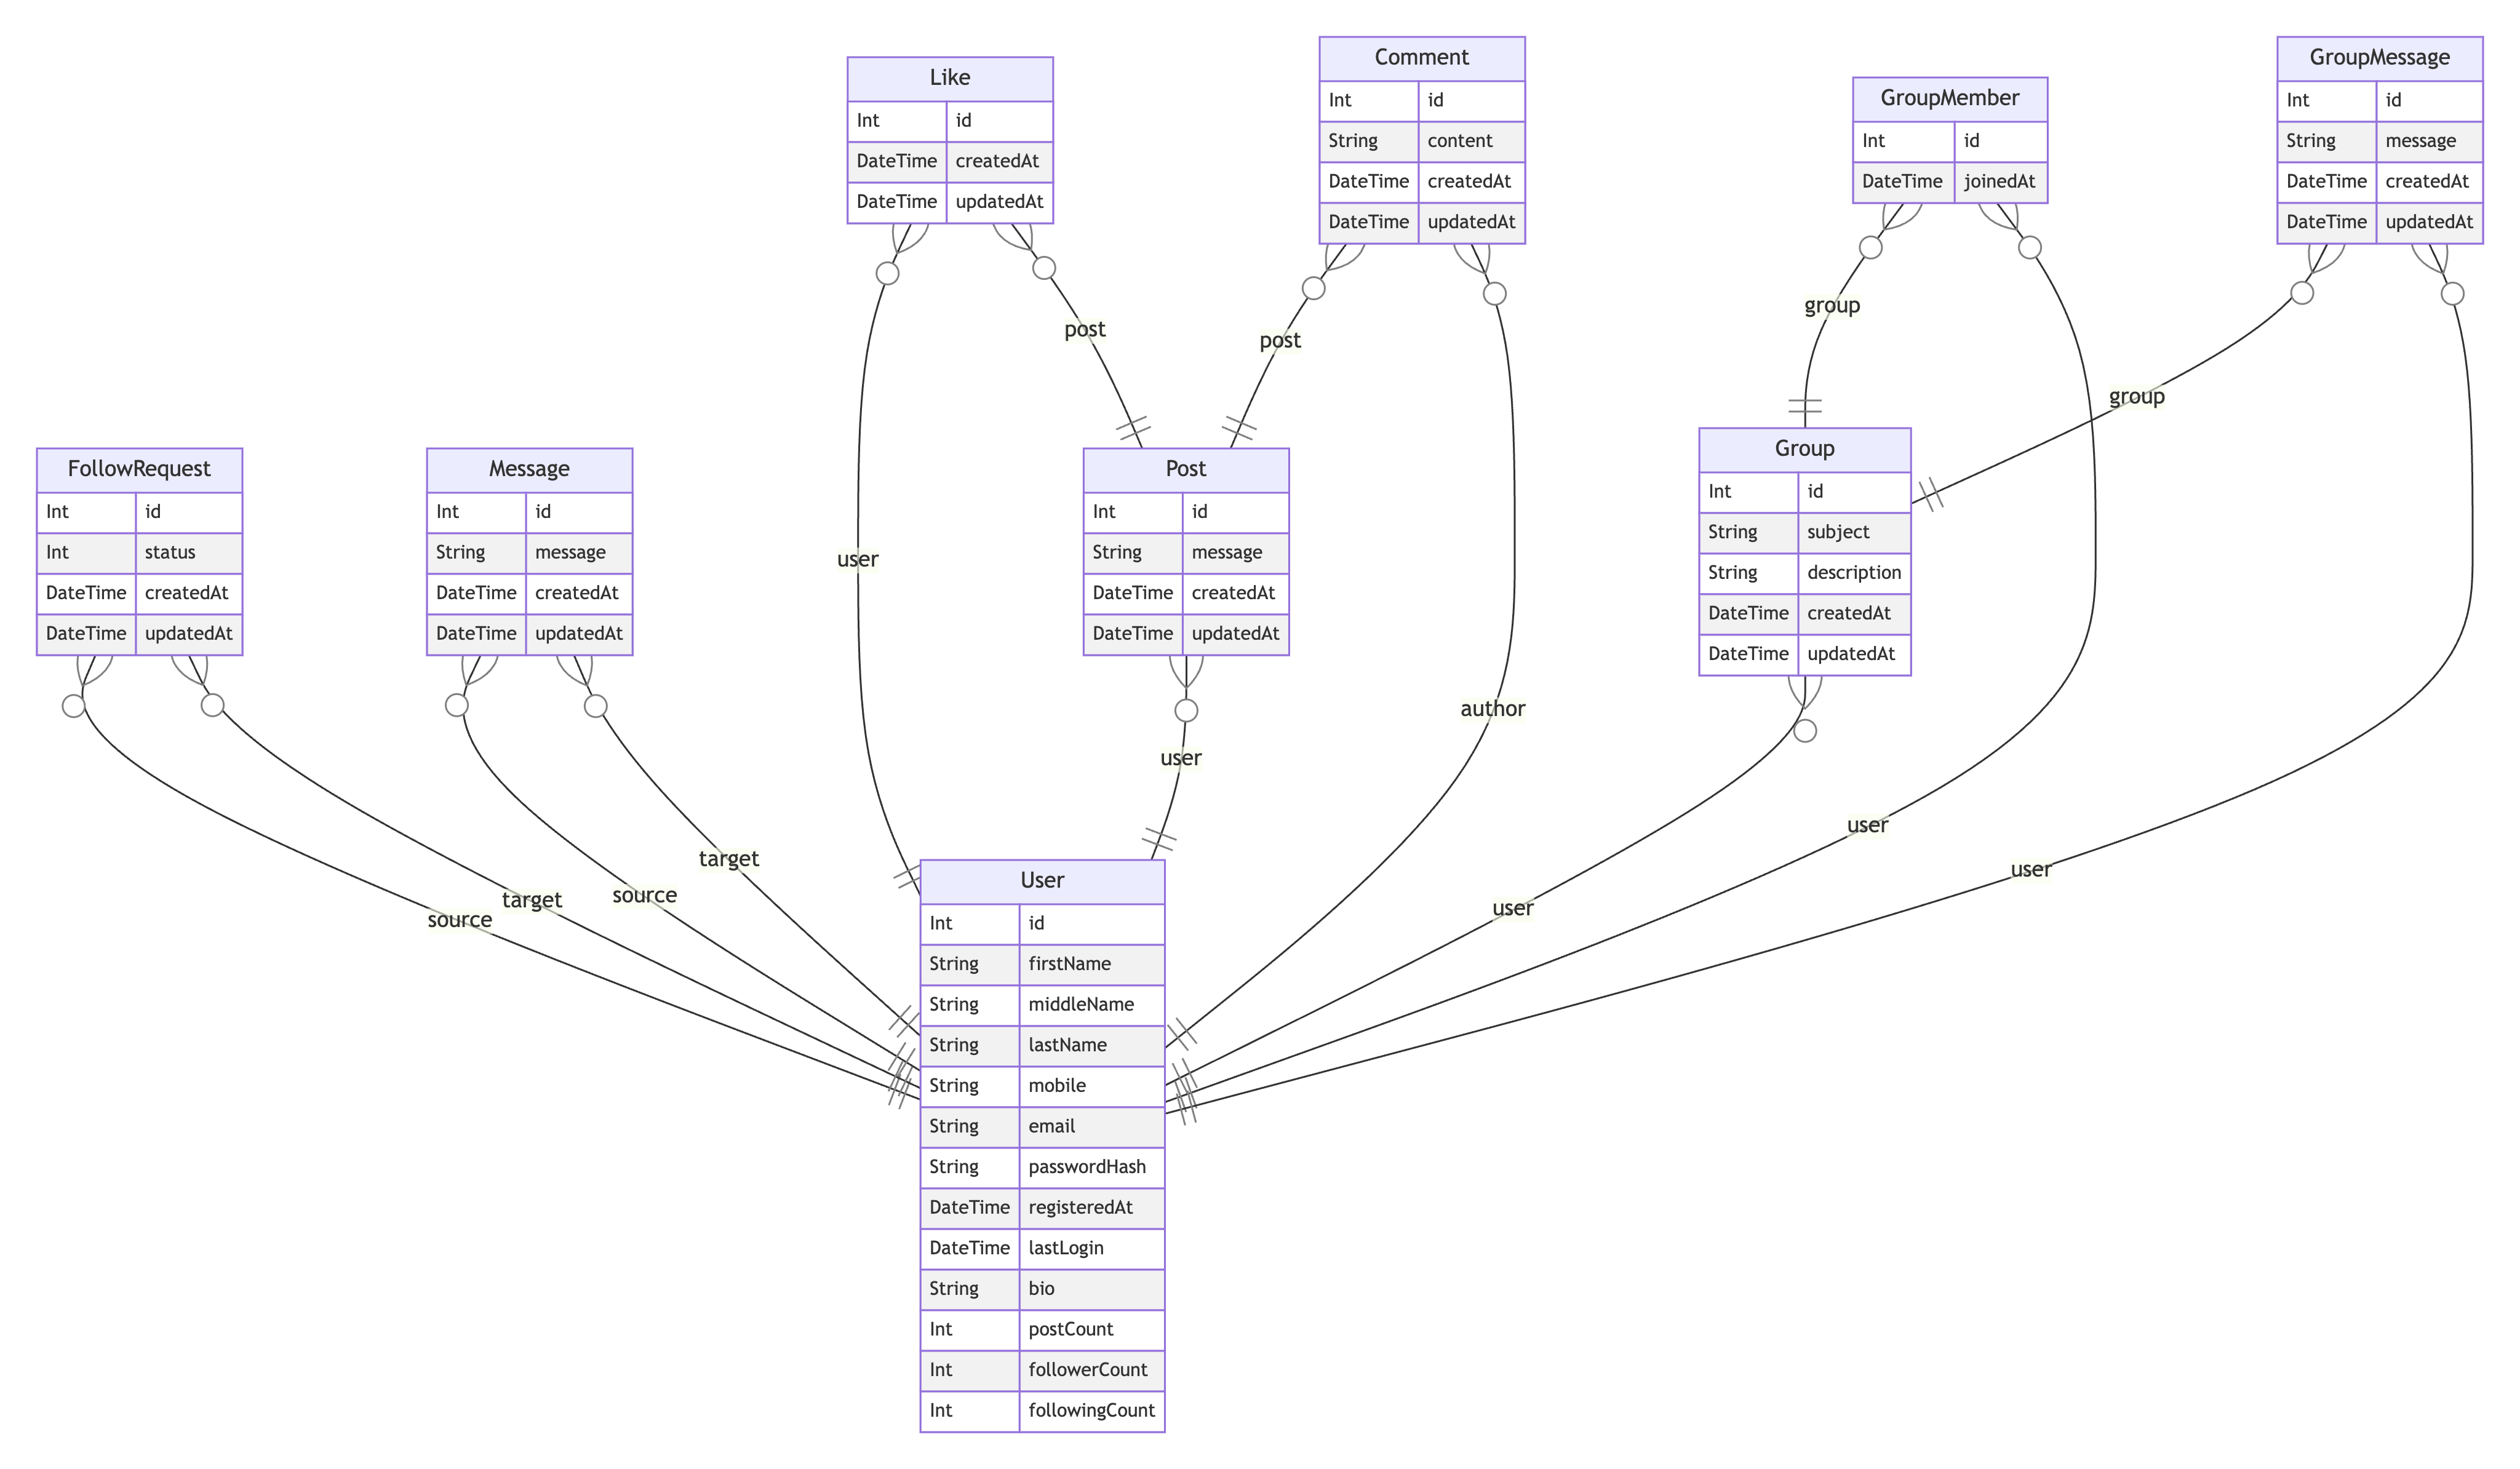 Like
Int id
DateTime createdAt
DateTime updatedAt
Comment
Int id
String content
DateTime createdAt
DateTime updatedAt
GroupMember
Int id
DateTime joinedAt
GroupMessage
Int id
String message
DateTime createdAt
DateTime updatedAt
post
post
group
group
FollowRequest
Int id
Int status
DateTime createdAt
DateTime updatedAt
Message
Int id
String message
DateTime createdAt
DateTime updatedAt
user
Post
Int id
String message
DateTime createdAt
DateTime updatedAt
Group
Int id
String subject
String description
DateTime createdAt
DateTime updatedAt
author
user
source
target
source
target
user
user
user
User
Int id
String firstName
String middleName
String lastName
String mobile
String email
String passwordHash
DateTime registeredAt
DateTime lastLogin
String bio
Int postCount
Int followerCount
Int followingCount